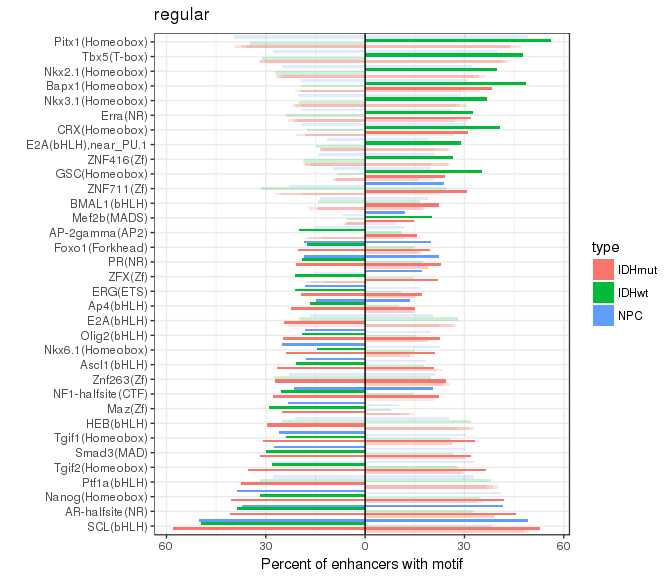 regular
Pitx1(Homeobox)
Tbx5(T-box)
Nkx2.1(Homeobox)
Bapx1(Homeobox)
Nkx3.1(Homeobox)
Erra(NR)
CRX(Homeobox)
E2A(bHLH),near_PU.1
ZNF416(Zf)
GSC(Homeobox)
ZNF711(Zf)
BMAL1(bHLH)
Mef2b(MADS)
AP-2gamma(AP2)
Foxo1(Forkhead)
PR(NR)
ZFX(Zf)
ERG(ETS)
Ap4(bHLH)
E2A(bHLH)
Olig2(bHLH)
Nkx6.1(Homeobox)
Ascl1(bHLH)
Znf263(Zf)
NF1-halfsite(CTF)
Maz(Zf)
HEB(bHLH)
Tgif1(Homeobox)
Smad3(MAD)
Tgif2(Homeobox)
Ptf1a(bHLH)
Nanog(Homeobox)
AR-halfsite(NR)
SCL(bHLH)
60 30 0 30 60
Percent of enhancers with motif
type
IDHmut
IDHwt
NPC